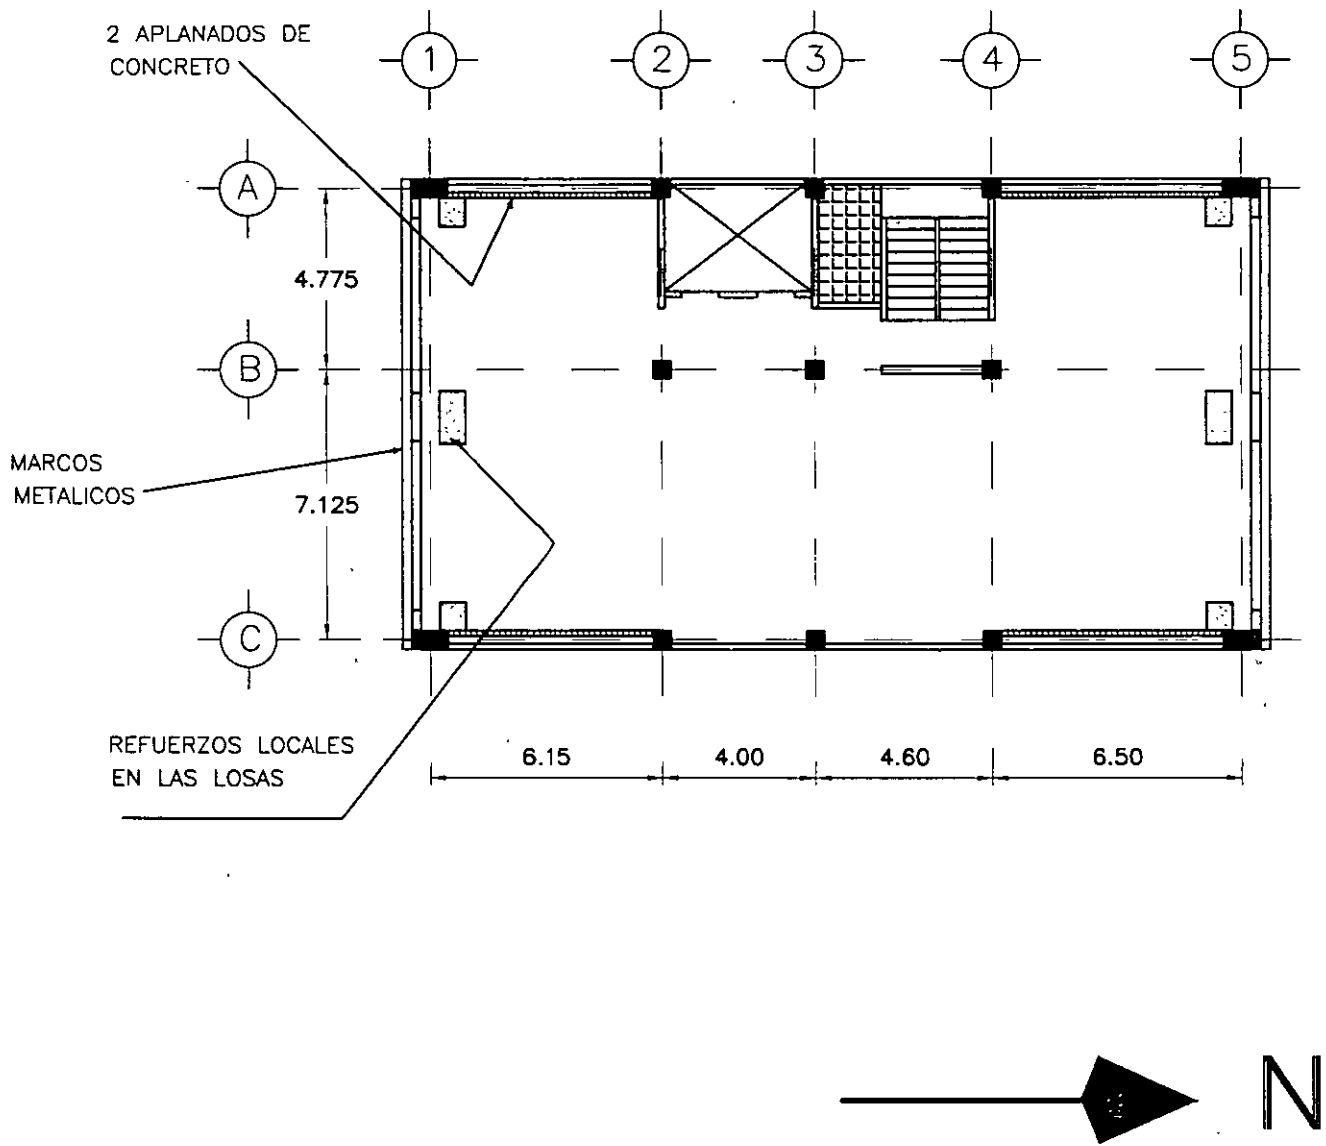 2 APLANADOS DE
CONCRETO
1
2
3
4
5
A
4.775
B
MARCOS
METALICOS
7.125
C
REFUERZOS LOCALES
EN LAS LOSAS
6.15
4.00
4.60
6.50
N